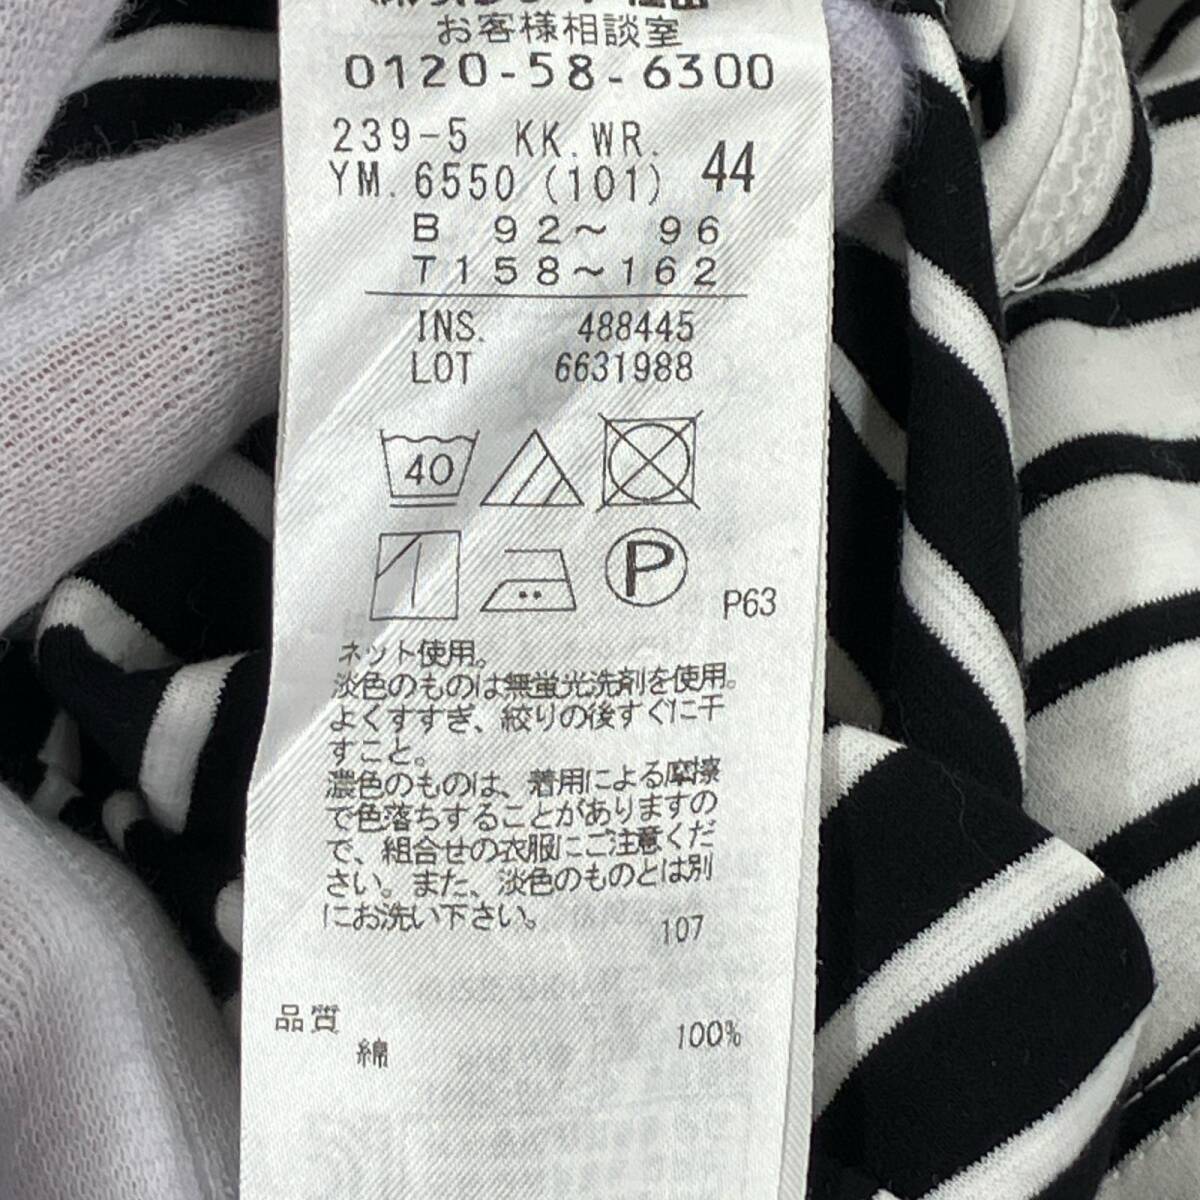 お客様相談室
0120-58-6300
239-5 KK.WR.
YM.6550(101) 44
B 92～ 96
T158～162
INS. 488445
LOT 6631988
40
P
P63
ネット使用。
淡色のものは無蛍光洗剤を使用。
よくすすぎ、絞りの後すぐに干
すこと。
濃色のものは、着用による摩擦
で色落ちすることがありますの
で、組合せの衣服にご注意くだ
さい。また、淡色のものとは別
にお洗い下さい。
107
品質
綿 100%